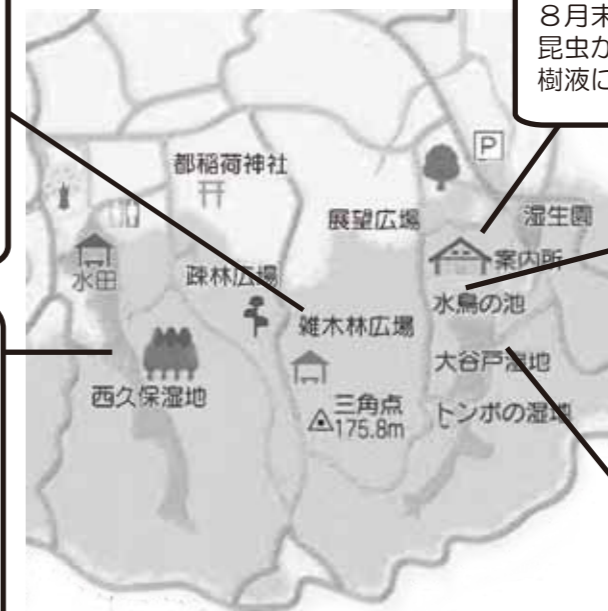 ８月末
昆虫か
樹液に
P
都稲荷神社
展望広場
湿生園
案内所
水田
疎林広場
水鳥の池
雑木林広場
大谷戸湿地
西久保湿地
三角点
175.8m
トンボの湿地